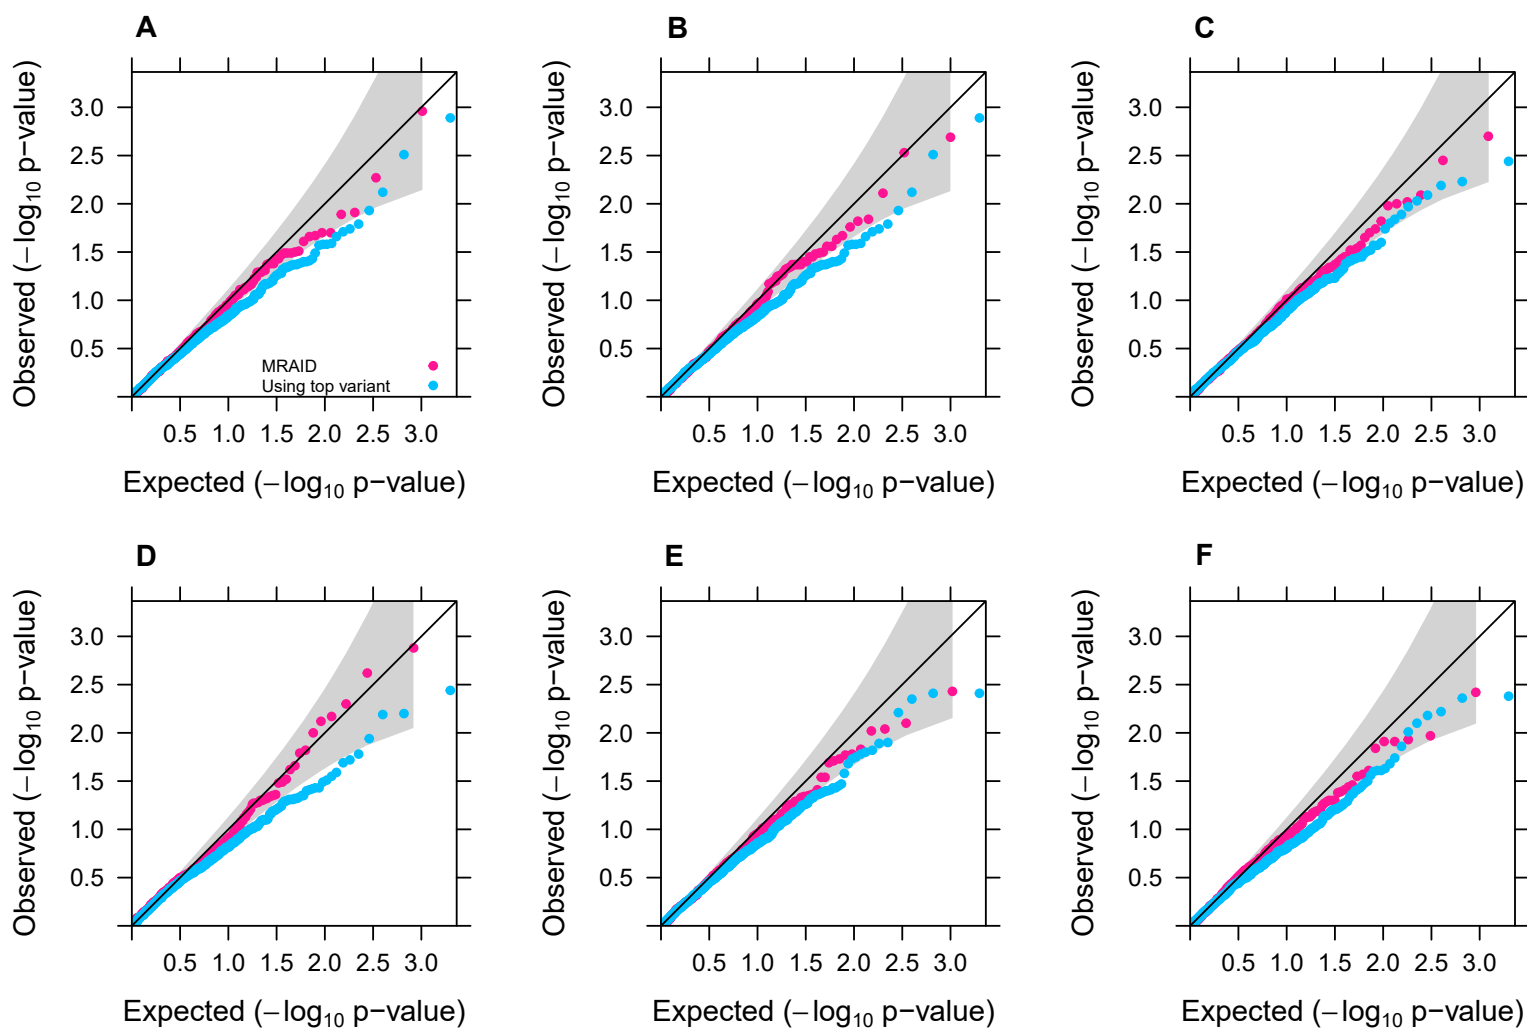 A
B
C
Observed (−log10 p−value)
3.0
2.5
2.0
1.5
1.0
0.5
MRAID
Using top variant
0.5 1.0 1.5 2.0 2.5 3.0
Expected (−log10 p−value)
Observed (−log10 p−value)
3.0
2.5
2.0
1.5
1.0
0.5
0.5 1.0 1.5 2.0 2.5 3.0
Expected (−log10 p−value)
Observed (−log10 p−value)
3.0
2.5
2.0
1.5
1.0
0.5
0.5 1.0 1.5 2.0 2.5 3.0
Expected (−log10 p−value)
D
E
F
Observed (−log10 p−value)
3.0
2.5
2.0
1.5
1.0
0.5
0.5 1.0 1.5 2.0 2.5 3.0
Expected (−log10 p−value)
Observed (−log10 p−value)
3.0
2.5
2.0
1.5
1.0
0.5
0.5 1.0 1.5 2.0 2.5 3.0
Expected (−log10 p−value)
Observed (−log10 p−value)
3.0
2.5
2.0
1.5
1.0
0.5
0.5 1.0 1.5 2.0 2.5 3.0
Expected (−log10 p−value)